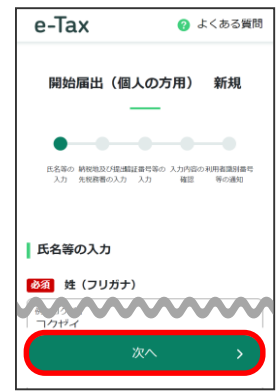 e-Tax
? よくある質問
開始届出（個人の方用） 新規
氏名等の 納税地及び提出 暗証番号等の 入力内容の 利用者識別番号
入力 先税務署の入力 入力 確認 等の通知
氏名等の入力
必須 姓（フリガナ）
コクゼイ
次へ